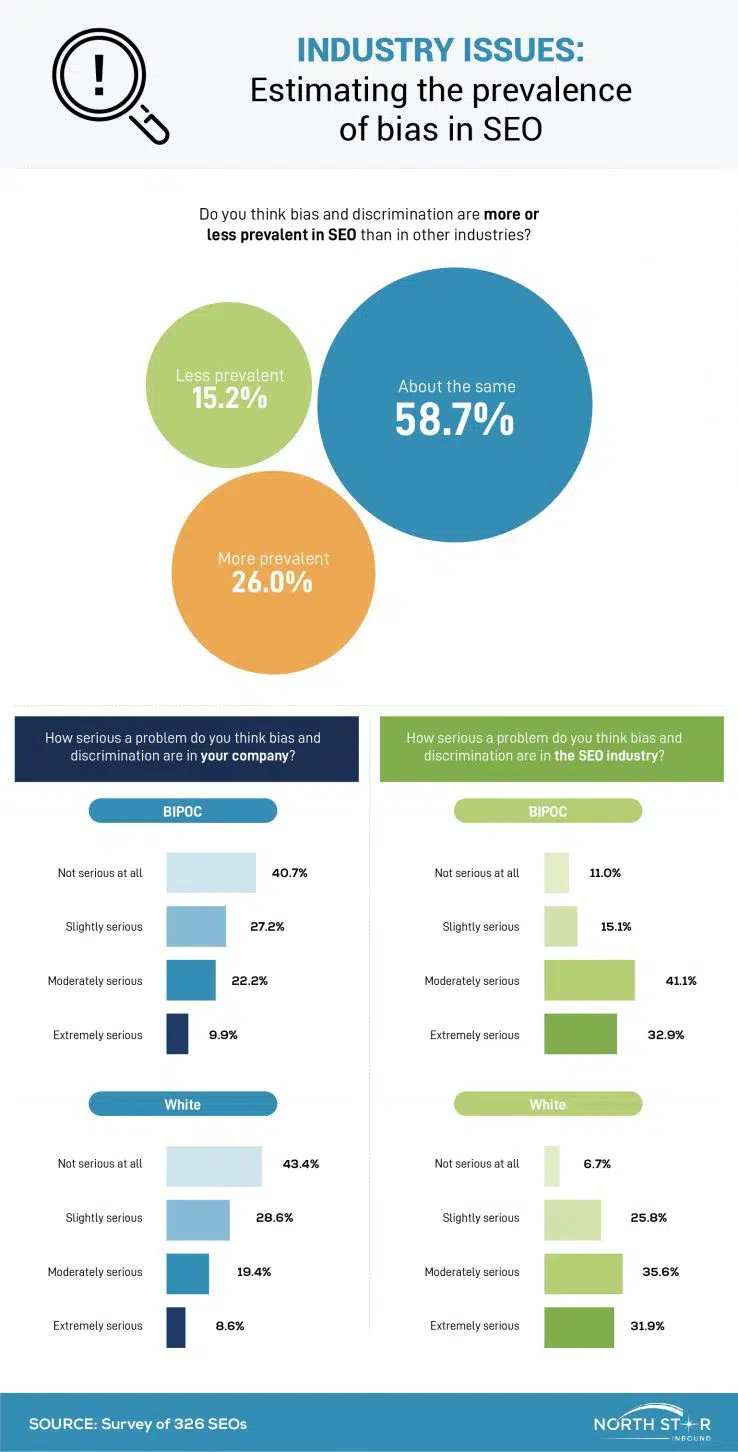 !
INDUSTRY ISSUES:
Estimating the prevalence
of bias in SEO
Do you think bias and discrimination are more or
less prevalent in SEO than in other industries?
Less prevalent
15.2%
About the same
58.7%
More prevalent
26.0%
How serious a problem do you think bias and
discrimination are in your company?
BIPOC
Not serious at all 40.7%
Slightly serious 27.2%
Moderately serious 22.2%
Extremely serious 9.9%
White
Not serious at all 43.4%
Slightly serious 28.6%
Moderately serious 19.4%
Extremely serious 8.6%
How serious a problem do you think bias and
discrimination are in the SEO industry?
BIPOC
Not serious at all 11.0%
Slightly serious 15.1%
Moderately serious 41.1%
Extremely serious 32.9%
White
Not serious at all 6.7%
Slightly serious 25.8%
Moderately serious 35.6%
Extremely serious 31.9%
SOURCE: Survey of 326 SEOs
NORTH STAR
INBOUND